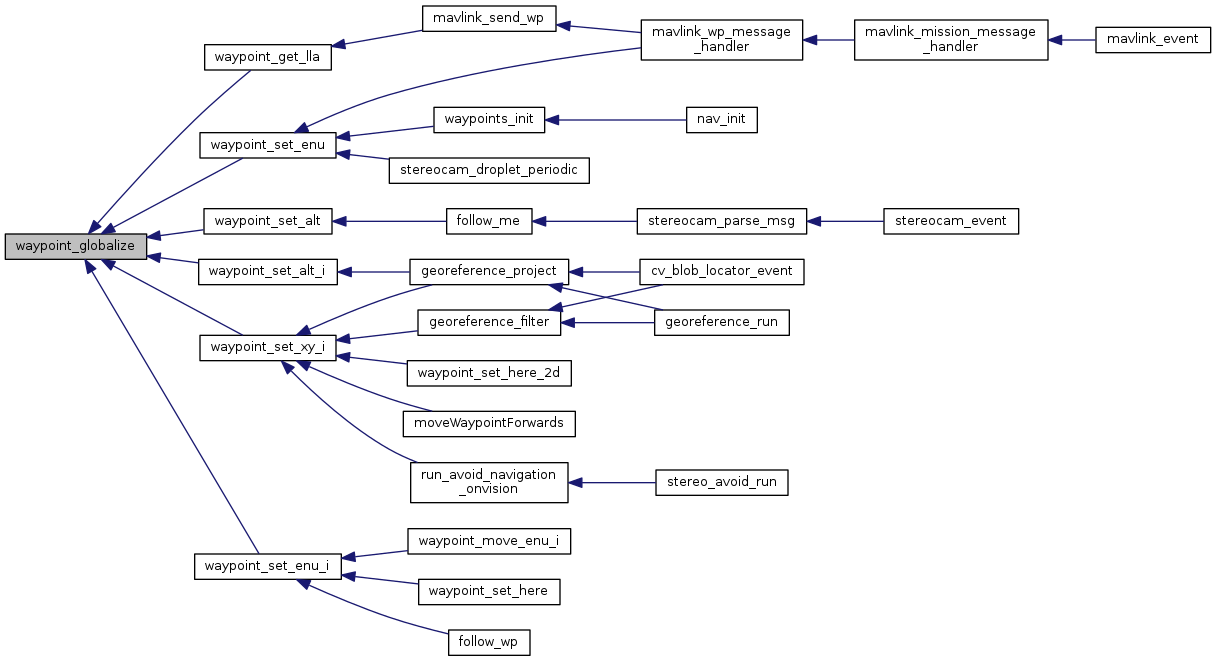 mavlink_send_wp
mavlink_wp_message
_handler
mavlink_mission_message
_handler
mavlink_event
waypoint_get_lla
waypoints_init
nav_init
waypoint_set_enu
stereocam_droplet_periodic
waypoint_set_alt
follow_me
stereocam_parse_msg
stereocam_event
waypoint_globalize
waypoint_set_alt_i
georeference_project
cv_blob_locator_event
georeference_filter
georeference_run
waypoint_set_xy_i
waypoint_set_here_2d
moveWaypointForwards
run_avoid_navigation
_onvision
stereo_avoid_run
waypoint_move_enu_i
waypoint_set_enu_i
waypoint_set_here
follow_wp